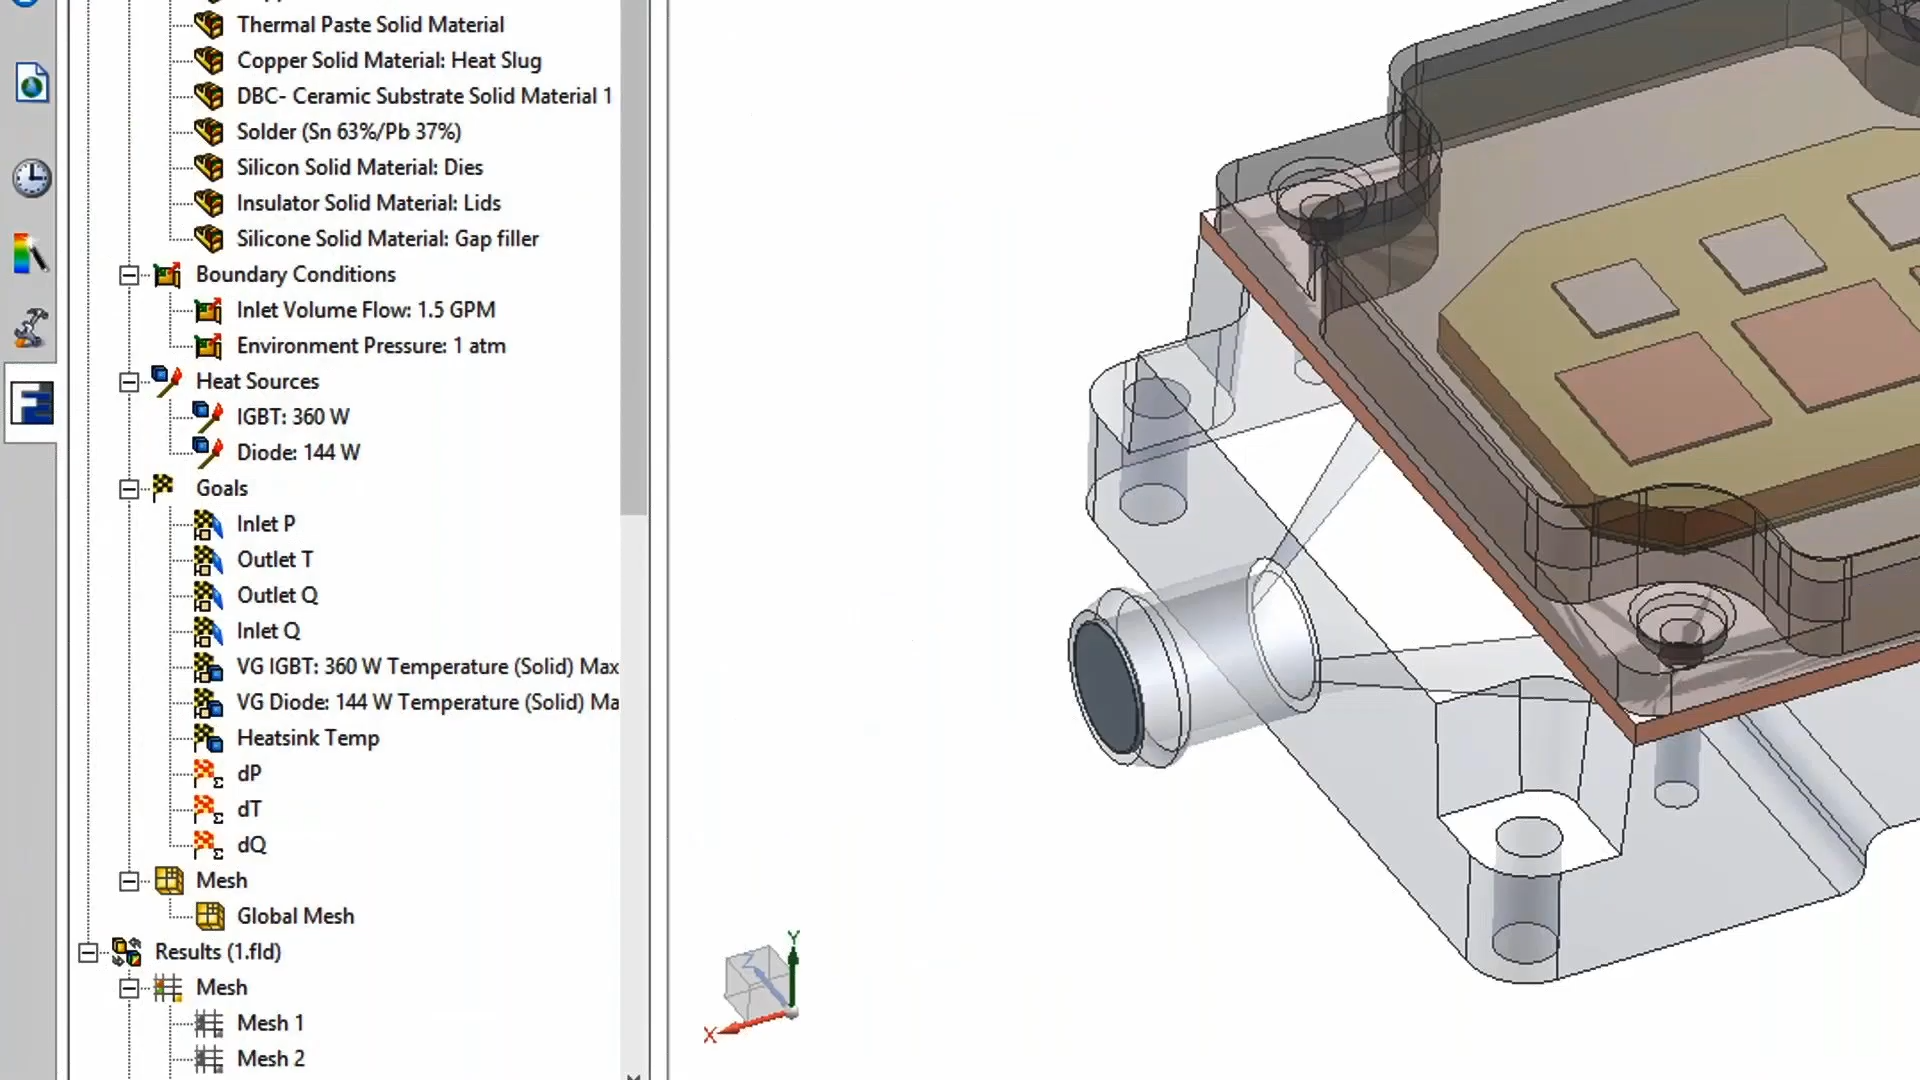 Thermal Paste Solid Material
Copper Solid Material: Heat Slug
DBC- Ceramic Substrate Solid Material 1
Solder (Sn 63%/Pb 37%)
Silicon Solid Material: Dies
Insulator Solid Material: Lids
Silicone Solid Material: Gap filler
Boundary Conditions
Inlet Volume Flow: 1.5 GPM
Environment Pressure: 1 atm
Heat Sources
IGBT: 360 W
Diode: 144 W
Goals
Inlet P
Outlet T
Outlet Q
Inlet Q
VG IGBT: 360 W Temperature (Solid) Max
VG Diode: 144 W Temperature (Solid) Ma
Heatsink Temp
dP
dT
dQ
Mesh
Global Mesh
Results (1.fld)
Mesh
Mesh 1
Mesh 2
Y
Z
X